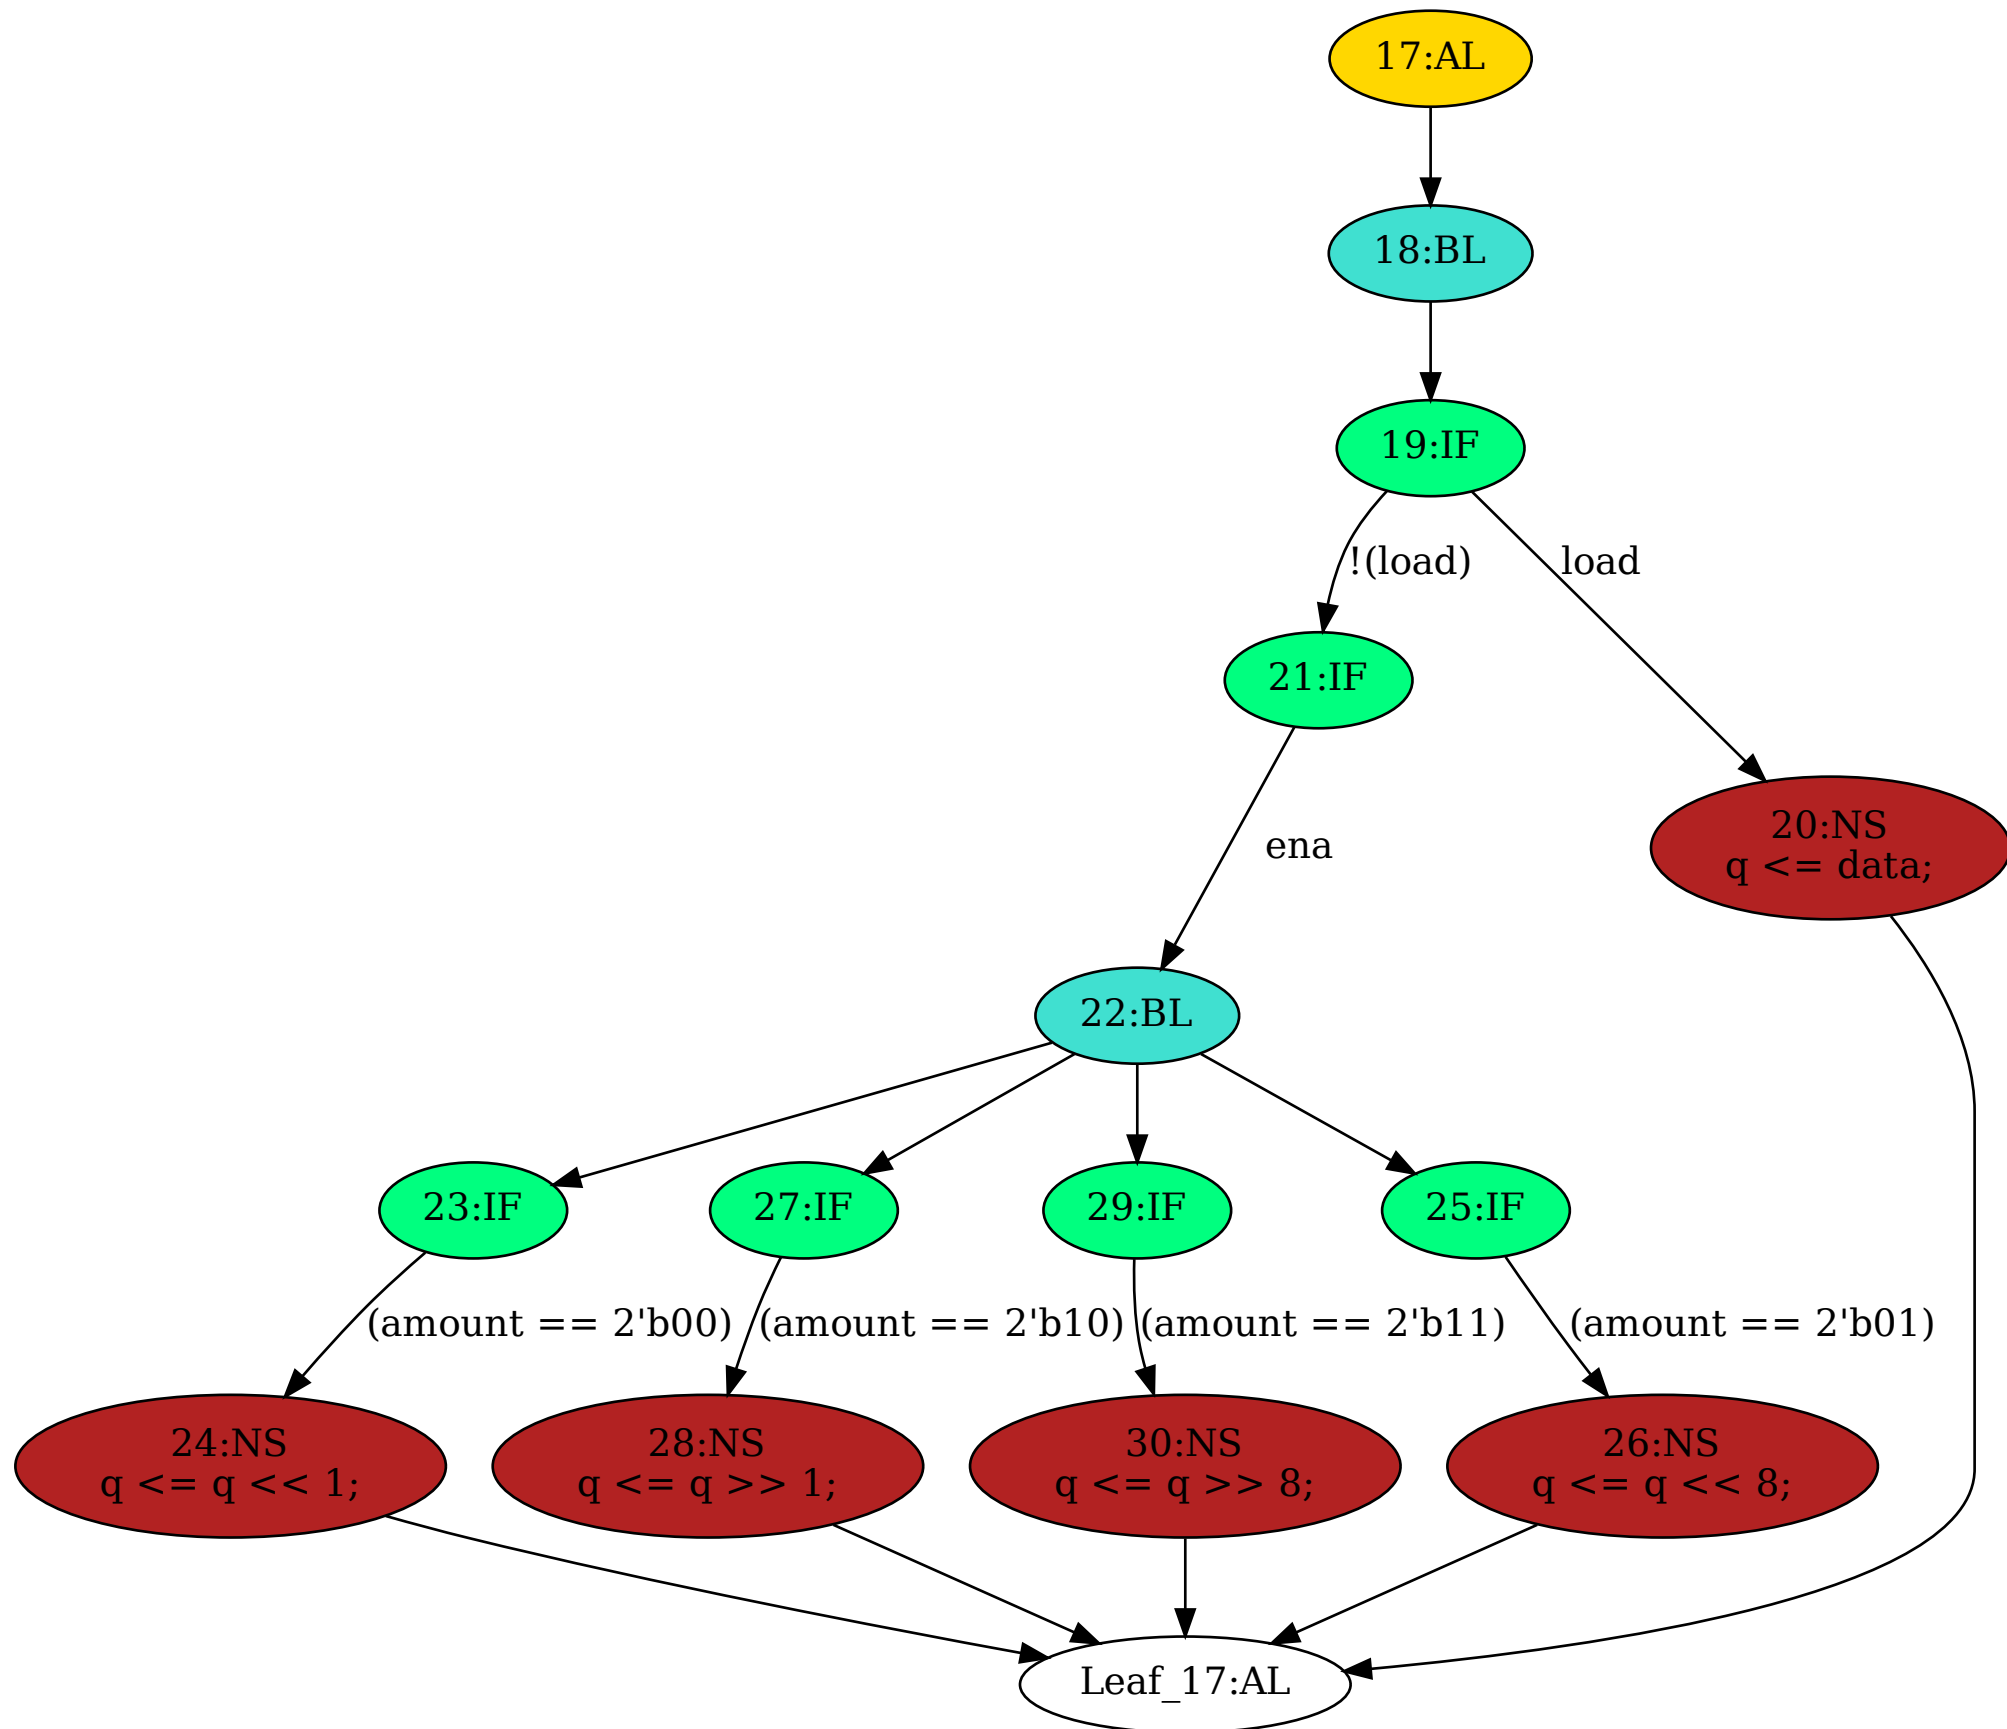 17:AL
18:BL
19:IF
!(load)
load
21:IF
20:NS
q <= data;
ena
22:BL
23:IF
27:IF
29:IF
25:IF
(amount == 2'b00)
(amount == 2'b10)
(amount == 2'b11)
(amount == 2'b01)
24:NS
q <= q << 1;
28:NS
q <= q >> 1;
30:NS
q <= q >> 8;
26:NS
q <= q << 8;
Leaf_17:AL